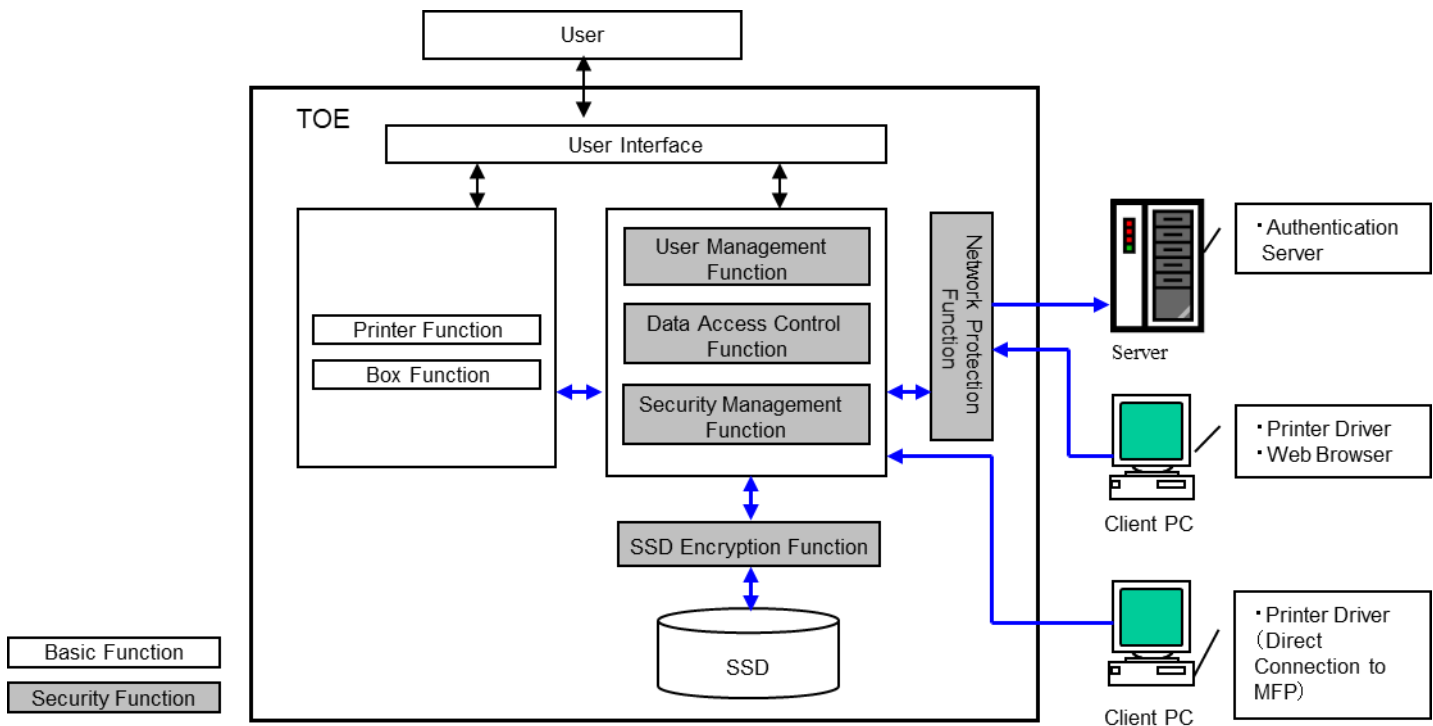 User
TOE
User Interface
Printer Function
Box Function
User Management
Function
Data Access Control
Function
Security Management
Function
Network Protection
Function
SSD Encryption Function
SSD
Server
・Authentication
Server
Client PC
・Printer Driver
・Web Browser
Client PC
・Printer Driver
（Direct
Connection to
MFP）
Basic Function
Security Function